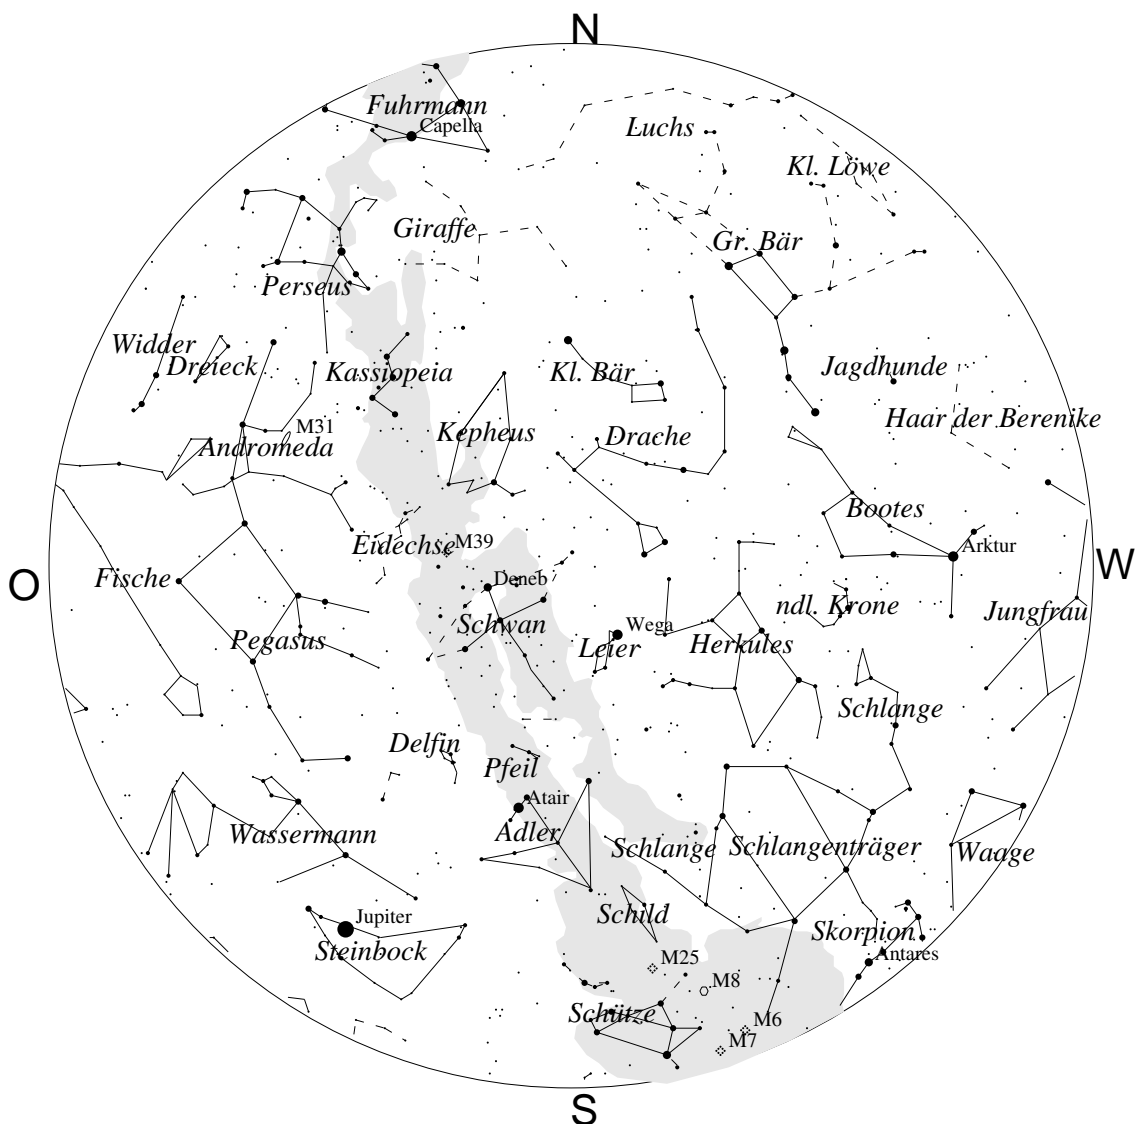 N
Fuhrmann
Capella
Luchs
Kl. Löwe
Giraffe
Gr. Bär
Perseus
Widder
Dreieck
Kassiopeia
Kl. Bär
Jagdhunde
M31
Andromeda
Kepheus
Drache
Haar der Berenike
Bootes
Eidechse
M39
Arktur
O
Fische
Deneb
W
Schwan
Wega
ndl. Krone
Jungfrau
Pegasus
Leier
Herkules
Schlange
Delfin
Pfeil
Atair
Wassermann
Adler
Schlange
Schlangenträger
Waage
Jupiter
Schild
Steinbock
Skorpion
Antares
M25
M8
Schütze
M6
M7
S